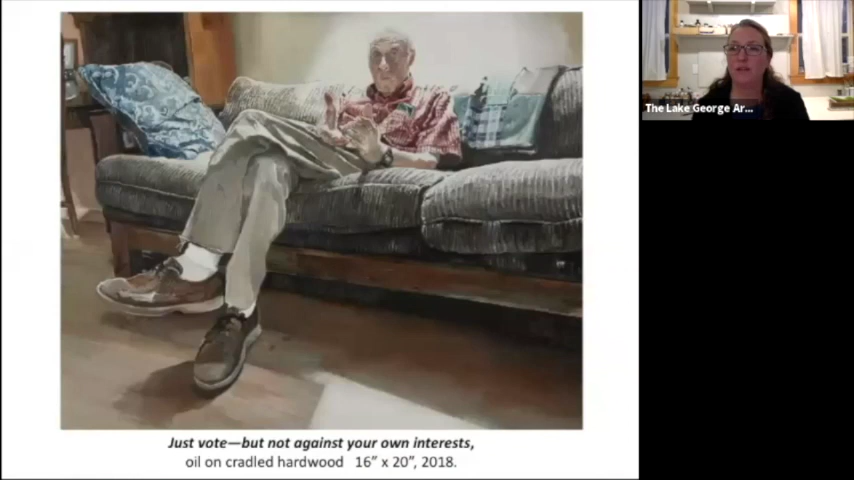 Just vote—but not against your own interests,
oil on cradled hardwood 16” x 20”, 2018.
The Lake George Ar...